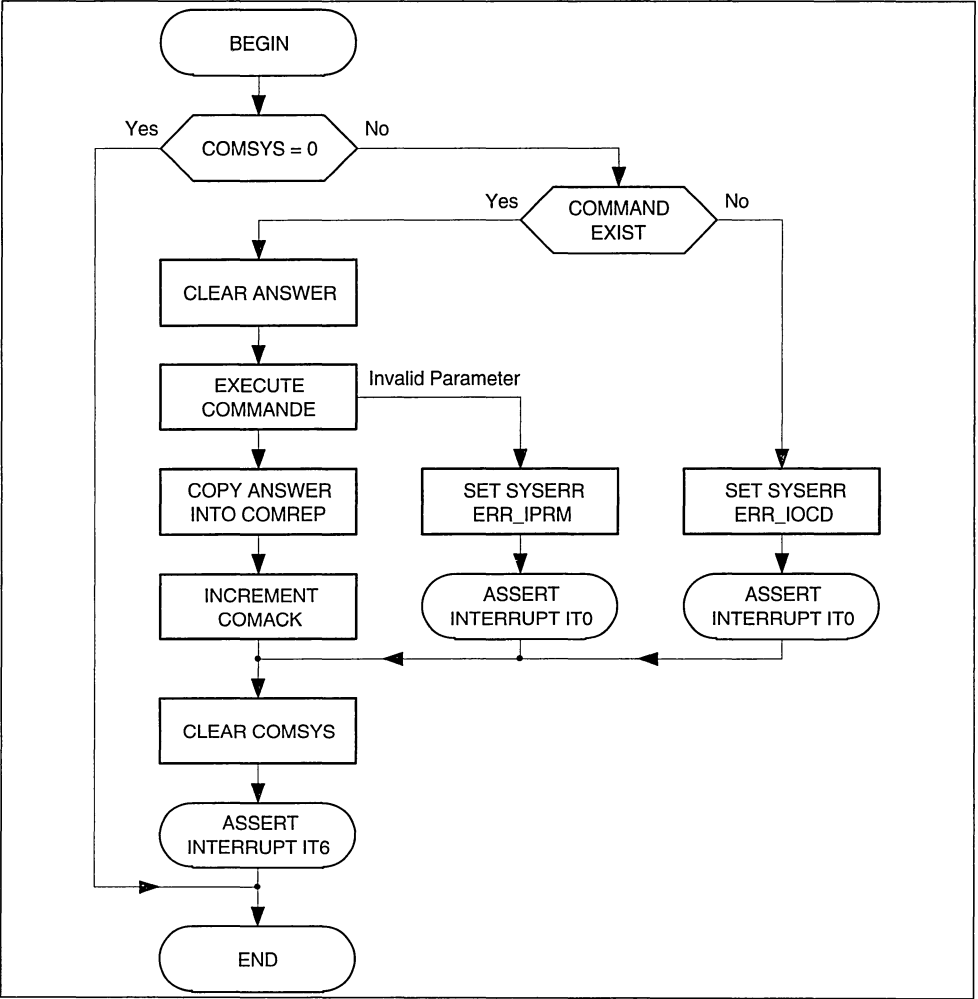 BEGIN
Yes
No
COMSYS = 0
Yes
No
COMMAND
EXIST
CLEAR ANSWER
EXECUTE
COMMANDE
Invalid Parameter
COPY ANSWER
INTO COMREP
SET SYSERR
ERR_IPRM
SET SYSERR
ERR_IOCD
INCREMENT
COMACK
ASSERT
INTERRUPT IT0
ASSERT
INTERRUPT IT0
CLEAR COMSYS
ASSERT
INTERRUPT IT6
END